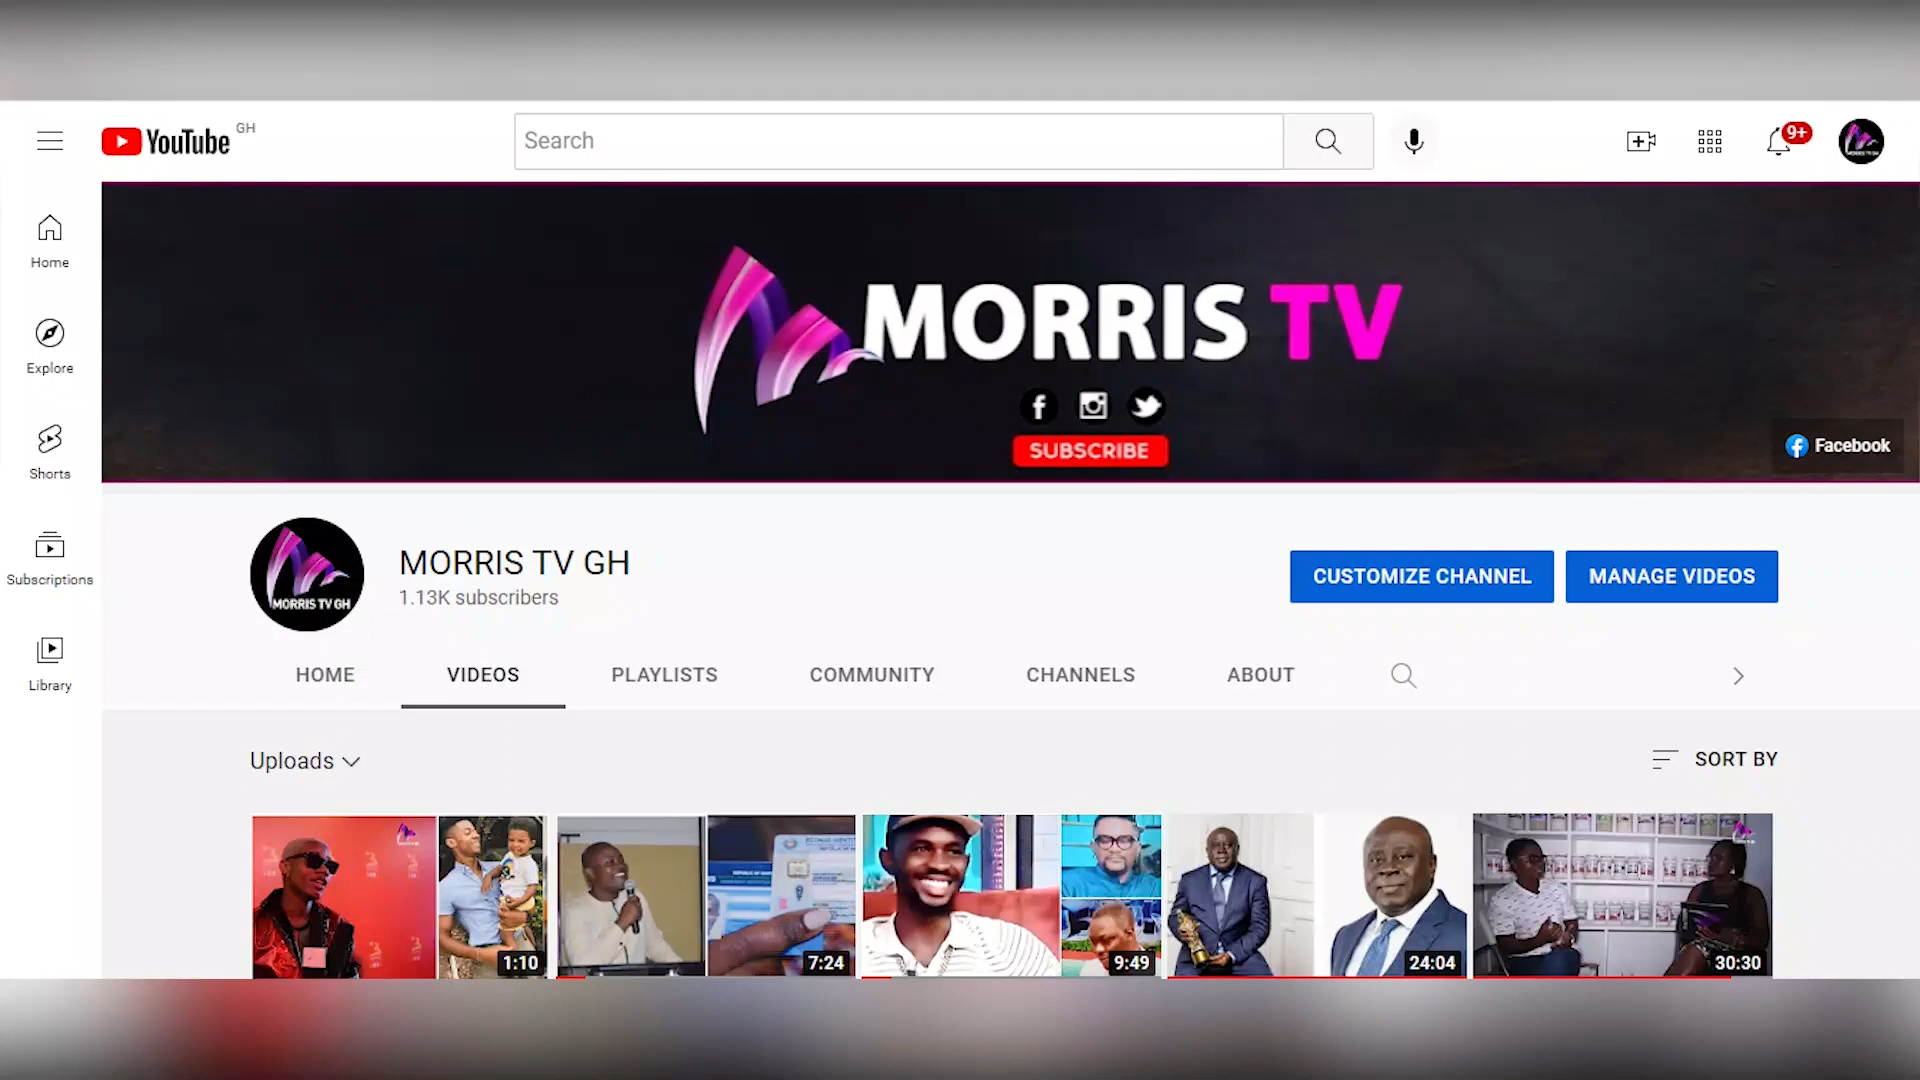 YouTube GH
Search
9+
Home
Explore
Shorts
Subscriptions
Library
MORRIS TV
SUBSCRIBE
Facebook
MORRIS TV GH
MORRIS TV GH
1.13K subscribers
CUSTOMIZE CHANNEL
MANAGE VIDEOS
HOME
VIDEOS
PLAYLISTS
COMMUNITY
CHANNELS
ABOUT
Uploads
SORT BY
1:10
7:24
9:49
24:04
30:30